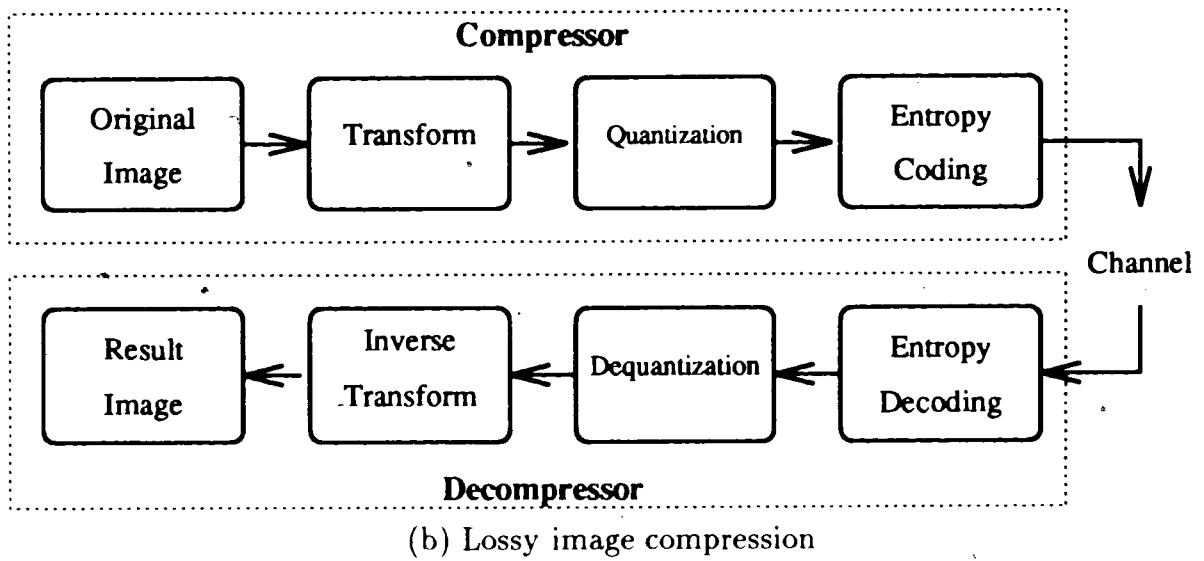 Compressor
Original
Image
Transform
Quantization
Entropy
Coding
Channel
Result
Image
Inverse
Transform
Dequantization
Entropy
Decoding
Decompressor
(b) Lossy image compression